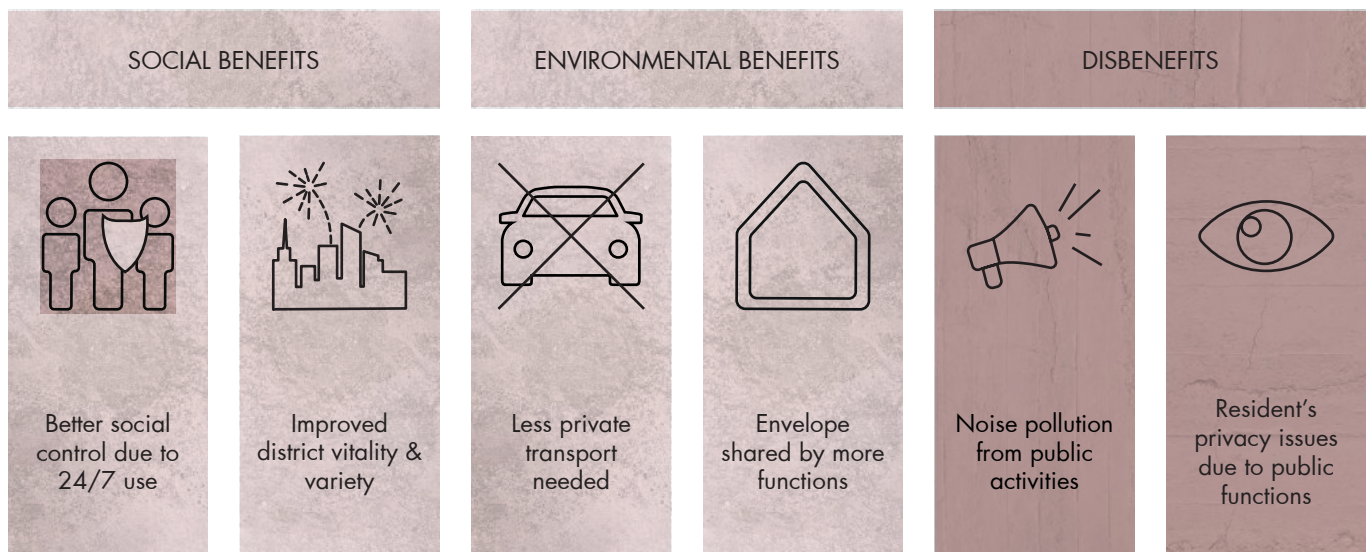 SOCIAL BENEFITS
ENVIRONMENTAL BENEFITS
DISBENEFITS
Better social
control due to
24/7 use
Improved
district vitality &
variety
Less private
transport
needed
Envelope
shared by more
functions
Noise pollution
from public
activities
Resident’s
privacy issues
due to public
functions